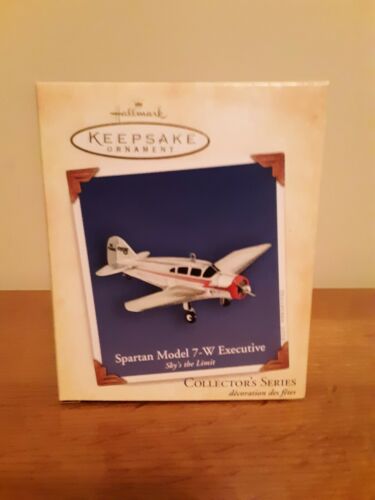 Hallmark
KEEPSAKE
ORNAMENT
Spartan Model 7-W Executive
Sky's the Limit
COLLECTOR'S SERIES
décoration des fêtes